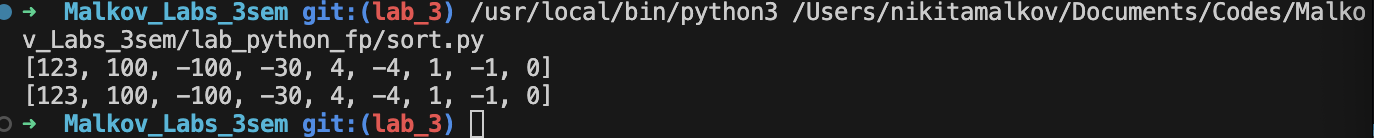 ➜  Malkov_Labs_3sem git:(lab_3) /usr/local/bin/python3 /Users/nikitamalkov/Documents/Codes/Malko
v_Labs_3sem/lab_python_fp/sort.py
[123, 100, -100, -30, 4, -4, 1, -1, 0]
[123, 100, -100, -30, 4, -4, 1, -1, 0]
➜  Malkov_Labs_3sem git:(lab_3)